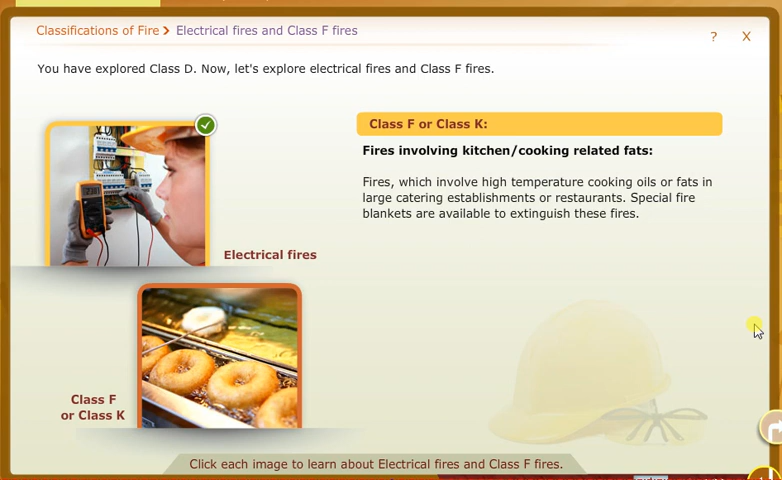 Classifications of Fire > Electrical fires and Class F fires
? X
You have explored Class D. Now, let's explore electrical fires and Class F fires.
Class F or Class K:
Fires involving kitchen/cooking related fats:
Fires, which involve high temperature cooking oils or fats in
large catering establishments or restaurants. Special fire
blankets are available to extinguish these fires.
Electrical fires
Class F
or Class K
Click each image to learn about Electrical fires and Class F fires.